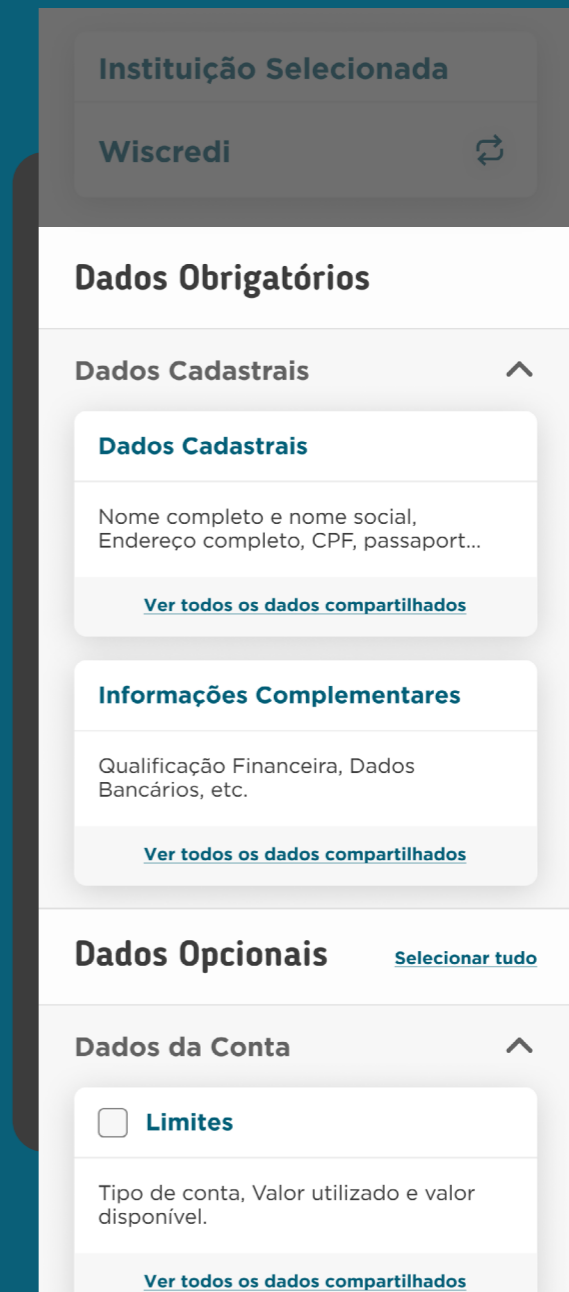 Instituição Selecionada
Wiscredi
Dados Obrigatórios
Dados Cadastrais
Dados Cadastrais
Nome completo e nome social,
Endereço completo, CPF, passaport...
Ver todos os dados compartilhados
Informações Complementares
Qualificação Financeira, Dados
Bancários, etc.
Ver todos os dados compartilhados
Dados Opcionais
Selecionar tudo
Dados da Conta
Limites
Tipo de conta, Valor utilizado e valor
disponível.
Ver todos os dados compartilhados